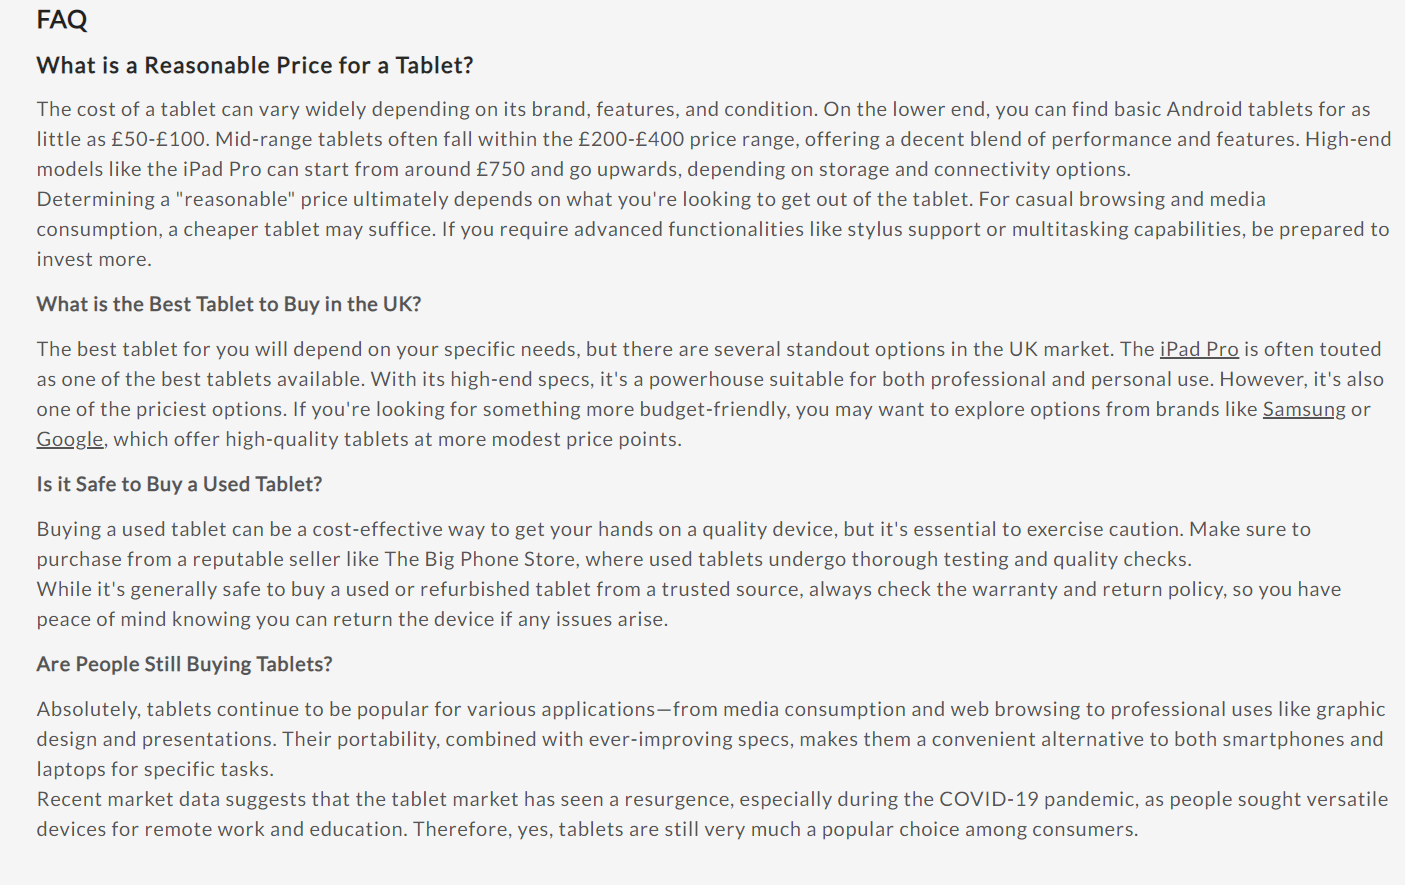 FAQ
What is a Reasonable Price for a Tablet?
The cost of a tablet can vary widely depending on its brand, features, and condition. On the lower end, you can find basic Android tablets for as
little as £50-£100. Mid-range tablets often fall within the £200-£400 price range, offering a decent blend of performance and features. High-end
models like the iPad Pro can start from around £750 and go upwards, depending on storage and connectivity options.
Determining a "reasonable" price ultimately depends on what you're looking to get out of the tablet. For casual browsing and media
consumption, a cheaper tablet may suffice. If you require advanced functionalities like stylus support or multitasking capabilities, be prepared to
invest more.
What is the Best Tablet to Buy in the UK?
The best tablet for you will depend on your specific needs, but there are several standout options in the UK market. The iPad Pro is often touted
as one of the best tablets available. With its high-end specs, it's a powerhouse suitable for both professional and personal use. However, it's also
one of the priciest options. If you're looking for something more budget-friendly, you may want to explore options from brands like Samsung or
Google, which offer high-quality tablets at more modest price points.
Is it Safe to Buy a Used Tablet?
Buying a used tablet can be a cost-effective way to get your hands on a quality device, but it's essential to exercise caution. Make sure to
purchase from a reputable seller like The Big Phone Store, where used tablets undergo thorough testing and quality checks.
While it's generally safe to buy a used or refurbished tablet from a trusted source, always check the warranty and return policy, so you have
peace of mind knowing you can return the device if any issues arise.
Are People Still Buying Tablets?
Absolutely, tablets continue to be popular for various applications—from media consumption and web browsing to professional uses like graphic
design and presentations. Their portability, combined with ever-improving specs, makes them a convenient alternative to both smartphones and
laptops for specific tasks.
Recent market data suggests that the tablet market has seen a resurgence, especially during the COVID-19 pandemic, as people sought versatile
devices for remote work and education. Therefore, yes, tablets are still very much a popular choice among consumers.